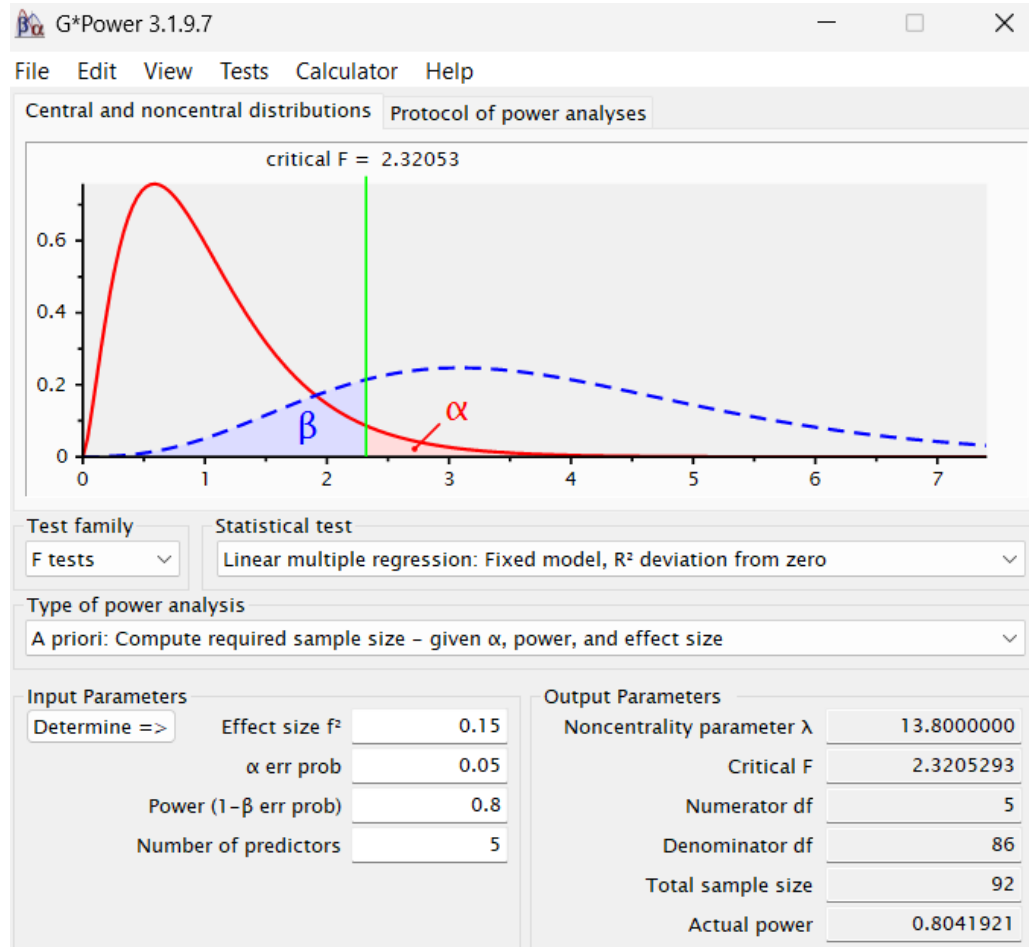 G*Power 3.1.9.7
File Edit View Tests Calculator Help
Central and noncentral distributions Protocol of power analyses
critical F = 2.32053
0.6
0.4
0.2
0
β
α
0 1 2 3 4 5 6 7
Test family Statistical test
F tests Linear multiple regression: Fixed model, R² deviation from zero
Type of power analysis
A priori: Compute required sample size – given α, power, and effect size
Input Parameters Output Parameters
Determine => Effect size f² 0.15 Noncentrality parameter λ 13.8000000
α err prob 0.05 Critical F 2.3205293
Power (1–β err prob) 0.8 Numerator df 5
Number of predictors 5 Denominator df 86
Total sample size 92
Actual power 0.8041921